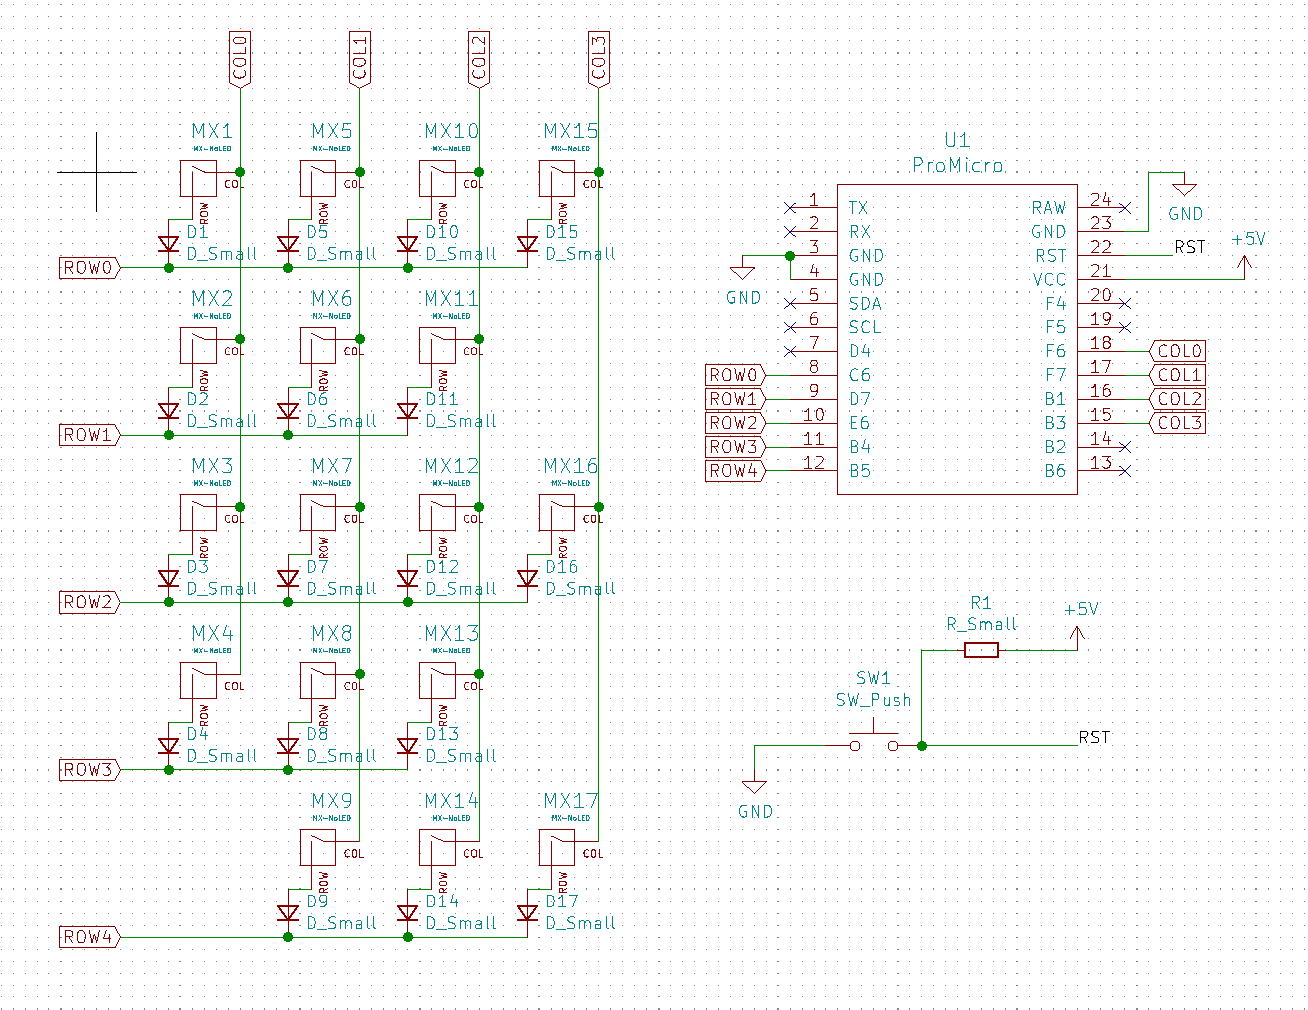 COL0 COL1 COL2 COL3
MX1 MX5 MX10 MX15
MX-NoLED MX-NoLED MX-NoLED MX-NoLED
COL COL COL COL
ROW ROW ROW ROW
D1 D5 D10 D15
D_Small D_Small D_Small D_Small
ROW0
MX2 MX6 MX11
MX-NoLED MX-NoLED MX-NoLED
COL COL COL
ROW ROW ROW
D2 D6 D11
D_Small D_Small D_Small
ROW1
MX3 MX7 MX12 MX16
MX-NoLED MX-NoLED MX-NoLED MX-NoLED
COL COL COL COL
ROW ROW ROW ROW
D3 D7 D12 D16
D_Small D_Small D_Small D_Small
ROW2
MX4 MX8 MX13
MX-NoLED MX-NoLED MX-NoLED
COL COL COL
ROW ROW ROW
D4 D8 D13
D_Small D_Small D_Small
ROW3
MX9 MX14 MX17
MX-NoLED MX-NoLED MX-NoLED
COL COL COL
ROW ROW ROW
D9 D14 D17
D_Small D_Small D_Small
ROW4
U1
ProMicro
1 TX RAW 24
2 RX GND 23 GND
3 GND RST 22 RST
4 GND VCC 21 +5V
GND
5 SDA F4 20
6 SCL F5 19
7 D4 F6 18 COL0
ROW0 8 C6 F7 17 COL1
ROW1 9 D7 B1 16 COL2
ROW2 10 E6 B3 15 COL3
ROW3 11 B4 B2 14
ROW4 12 B5 B6 13
R1 +5V
R_Small
SW1
SW_Push
RST
GND